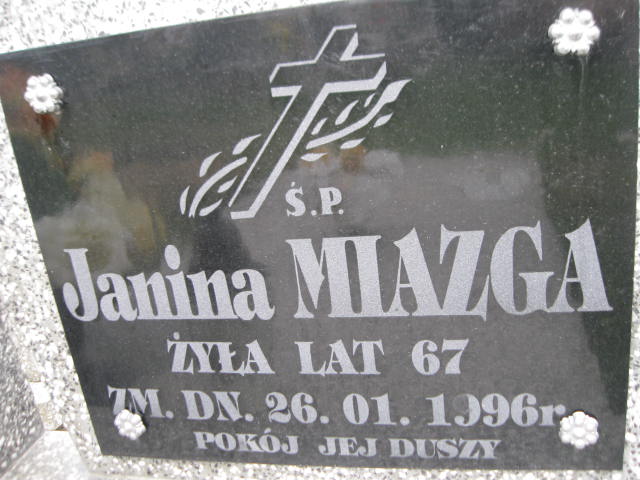 Ś.P.
Janina MIAZGA
ŻYŁA LAT 67
ZM. DN. 26. 01. 1996r.
POKÓJ JEJ DUSZY